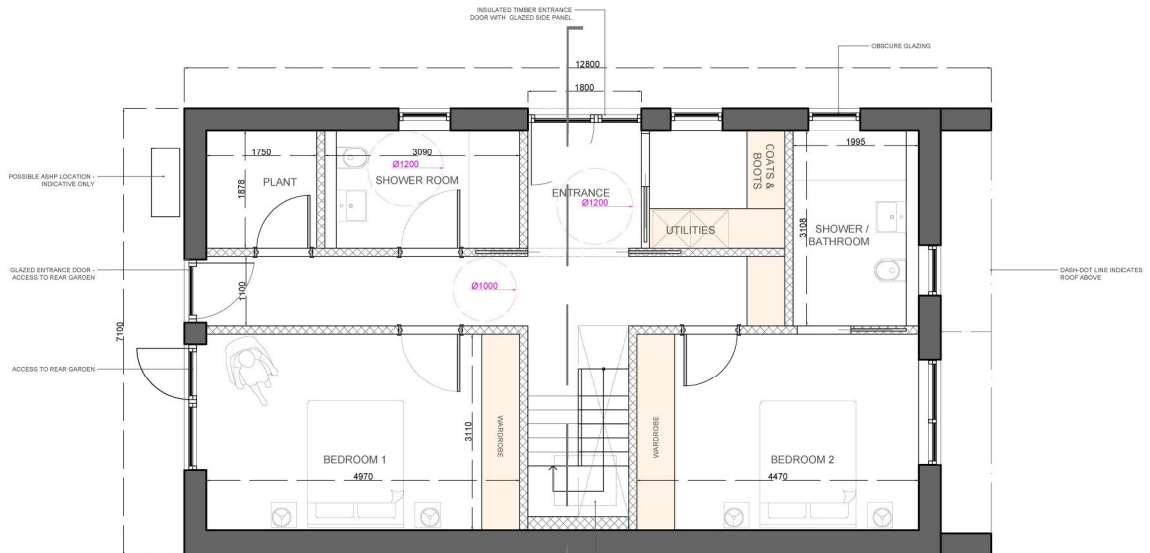 INSULATED TIMBER ENTRANCE
DOOR WITH GLAZED SIDE PANEL
OBSCURE GLAZING
12800
1800
1750
3090
1995
POSSIBLE ASHP LOCATION -
INDICATIVE ONLY
PLANT
1878
Ø1200
SHOWER ROOM
ENTRANCE
Ø1200
COATS &
BOOTS
UTILITIES
3108
SHOWER /
BATHROOM
GLAZED ENTRANCE DOOR -
ACCESS TO REAR GARDEN
1100
Ø1000
DASH-DOT LINE INDICATES
ROOF ABOVE
7100
ACCESS TO REAR GARDEN
3110
WARDROBE
WARDROBE
BEDROOM 1
4970
BEDROOM 2
4470